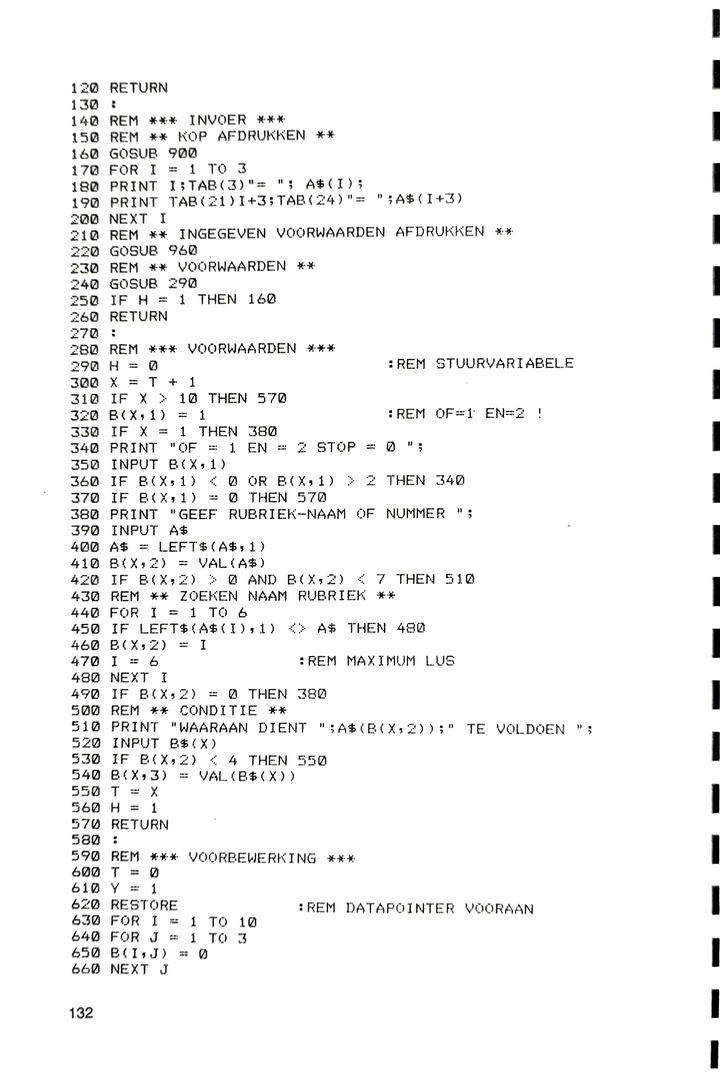 120 RETURN
130 :
140 REM *** INVOER ***
150 REM ** KOP AFDRUKKEN **
160 GOSUB 900
170 FOR I = 1 TO 3
180 PRINT I;TAB(3)"= "; A$(I);
190 PRINT TAB(21)I+3;TAB(24)"= ";A$(I+3)
200 NEXT I
210 REM ** INGEGEVEN VOORWAARDEN AFDRUKKEN **
220 GOSUB 960
230 REM ** VOORWAARDEN **
240 GOSUB 290
250 IF H = 1 THEN 160
260 RETURN
270 :
280 REM *** VOORWAARDEN ***
290 H = 0 :REM STUURVARIABELE
300 X = T + 1
310 IF X > 10 THEN 570
320 B(X,1) = 1 :REM OF=1 EN=2 !
330 IF X = 1 THEN 380
340 PRINT "OF = 1 EN = 2 STOP = 0 ";
350 INPUT B(X,1)
360 IF B(X,1) < 0 OR B(X,1) > 2 THEN 340
370 IF B(X,1) = 0 THEN 570
380 PRINT "GEEF RUBRIEK-NAAM OF NUMMER ";
390 INPUT A$
400 A$ = LEFT$(A$,1)
410 B(X,2) = VAL(A$)
420 IF B(X,2) > 0 AND B(X,2) < 7 THEN 510
430 REM ** ZOEKEN NAAM RUBRIEK **
440 FOR I = 1 TO 6
450 IF LEFT$(A$(I),1) <> A$ THEN 480
460 B(X,2) = I
470 I = 6 :REM MAXIMUM LUS
480 NEXT I
490 IF B(X,2) = 0 THEN 380
500 REM ** CONDITIE **
510 PRINT "WAARAAN DIENT ";A$(B(X,2));" TE VOLDOEN ";
520 INPUT B$(X)
530 IF B(X,2) < 4 THEN 550
540 B(X,3) = VAL(B$(X))
550 T = X
560 H = 1
570 RETURN
580 :
590 REM *** VOORBEWERKING ***
600 T = 0
610 Y = 1
620 RESTORE :REM DATAPOINTER VOORAAN
630 FOR I = 1 TO 10
640 FOR J = 1 TO 3
650 B(I,J) = 0
660 NEXT J
132